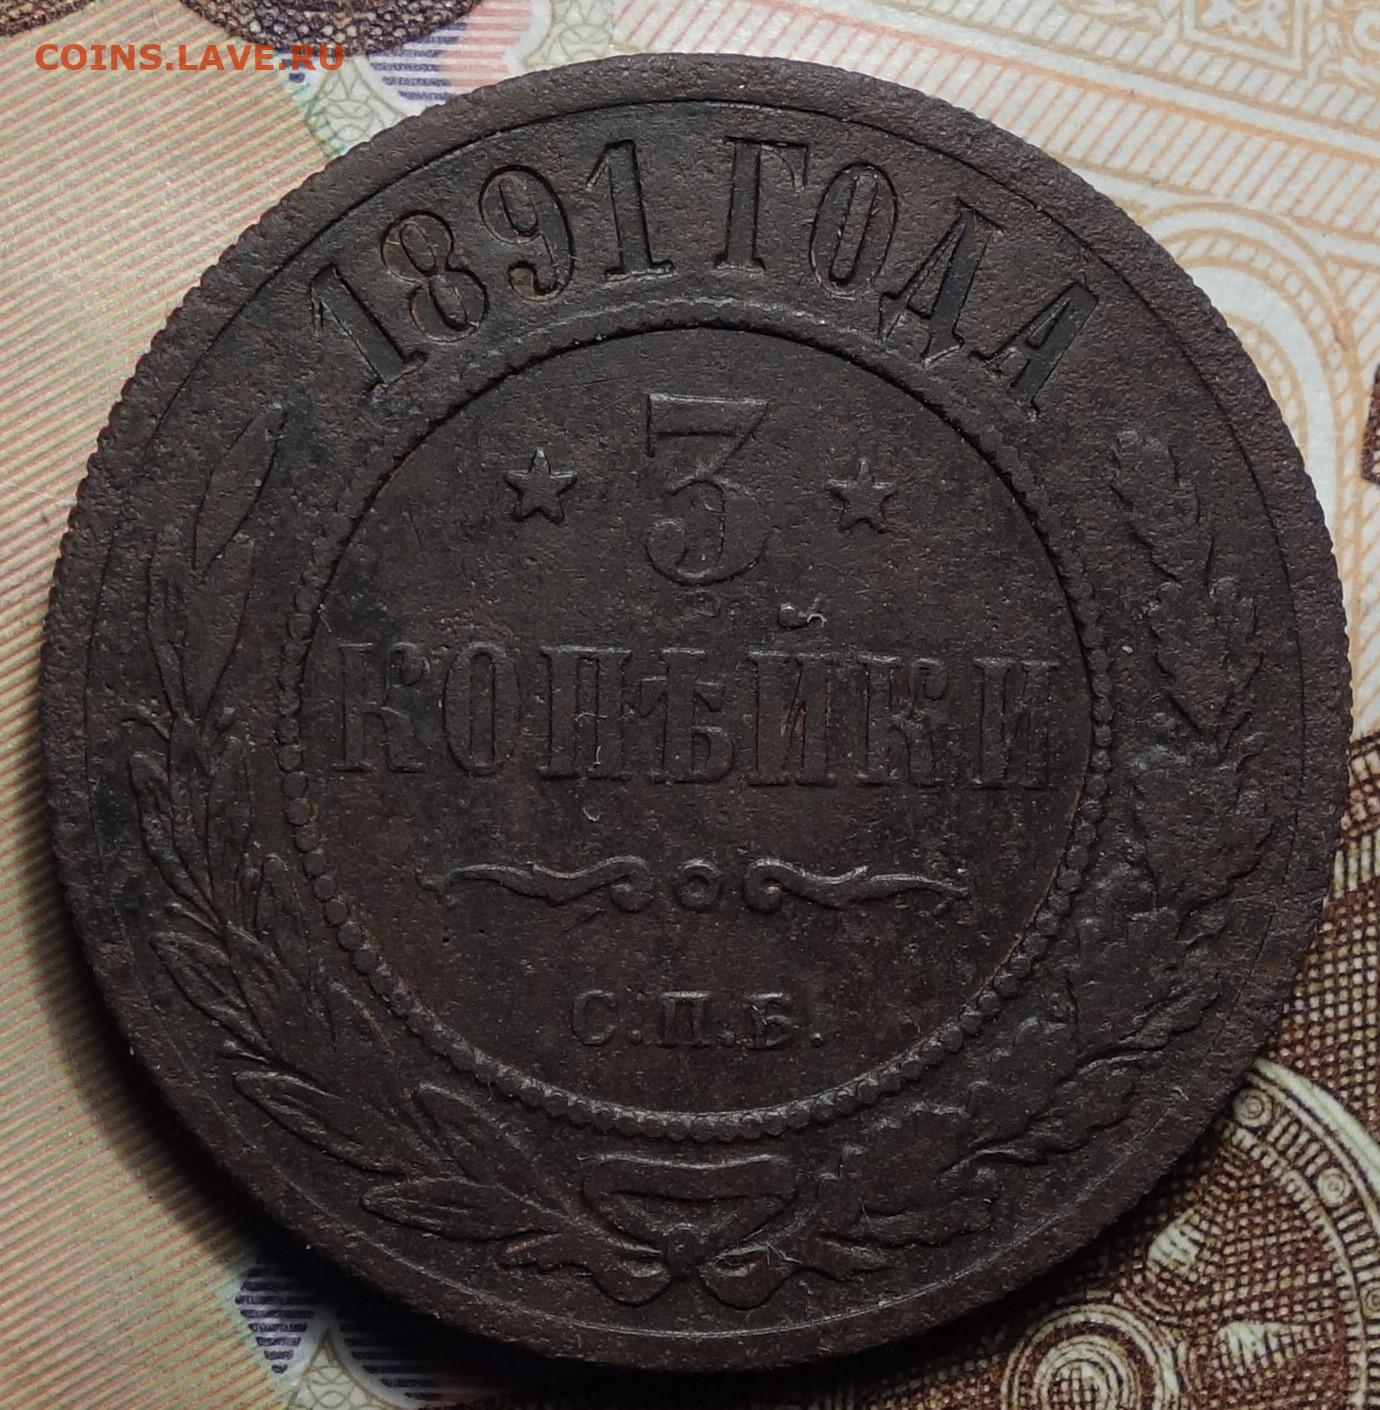 COINS.LAVE.RU
1891 ГОДА
3
КОПѢЙКИ
С.П.Б.